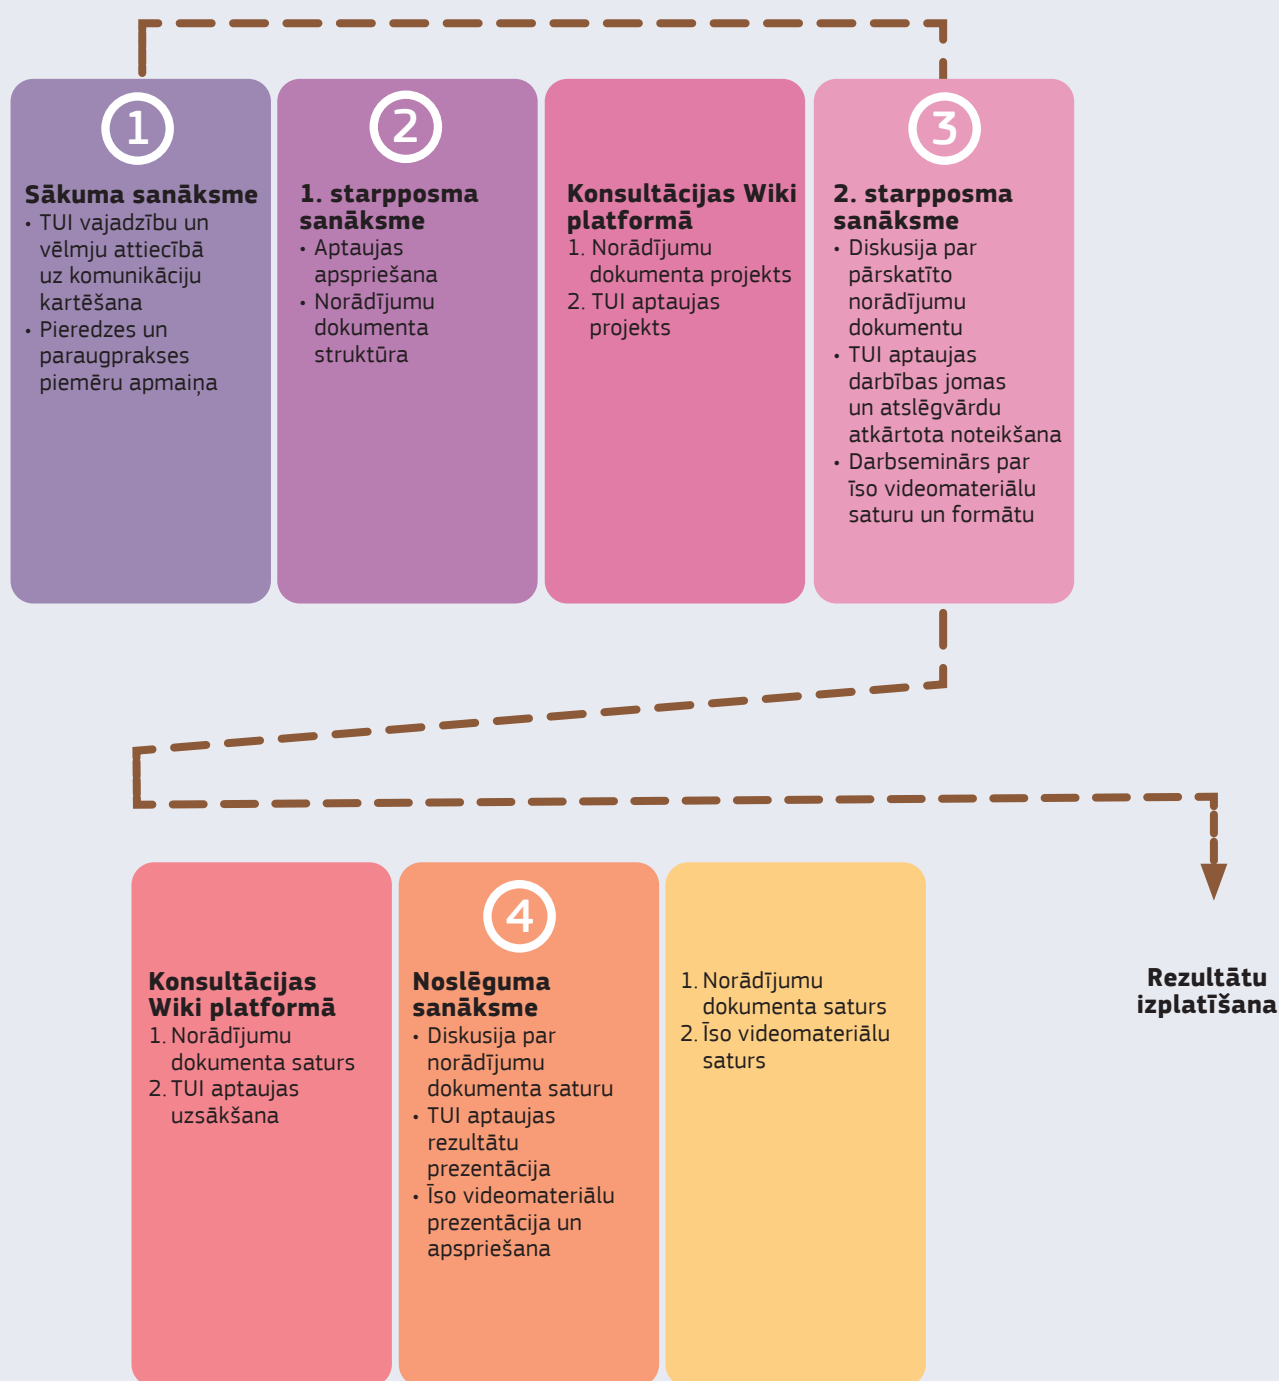 1
Sākuma sanāksme
• TUI vajadzību un
vēlmju attiecībā
uz komunikāciju
kartēšana
• Pieredzes un
paraugprakses
piemēru apmaiņa
2
1. starpposma
sanāksme
• Aptaujas
apspriešana
• Norādījumu
dokumenta
struktūra
Konsultācijas Wiki
platformā
1. Norādījumu
dokumenta projekts
2. TUI aptaujas
projekts
3
2. starpposma
sanāksme
• Diskusija par
pārskatīto
norādījumu
dokumentu
• TUI aptaujas
darbības jomas
un atslēgvārdu
atkārtota noteikšana
• Darbseminārs par
īso videomateriālu
saturu un formātu
Konsultācijas
Wiki platformā
1. Norādījumu
dokumenta saturs
2. TUI aptaujas
uzsākšana
4
Noslēguma
sanāksme
• Diskusija par
norādījumu
dokumenta saturu
• TUI aptaujas
rezultātu
prezentācija
• Īso videomateriālu
prezentācija un
apspriešana
1. Norādījumu
dokumenta saturs
2. Īso videomateriālu
saturs
Rezultātu
izplatīšana